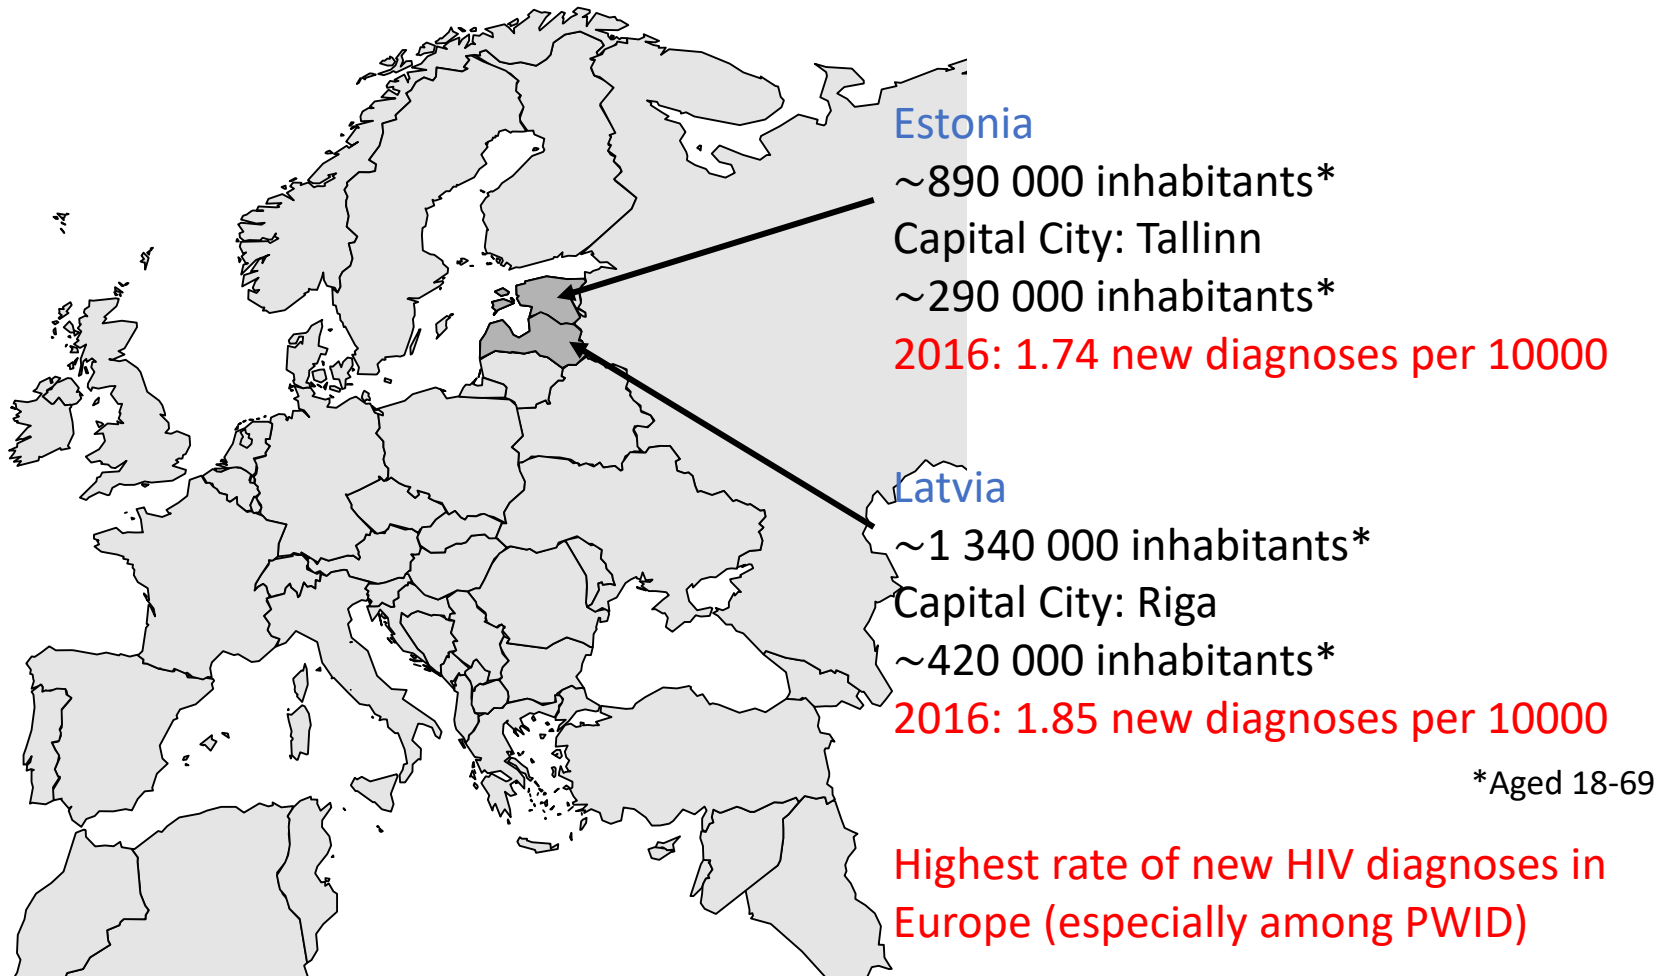 Estonia
~890 000 inhabitants*
Capital City: Tallinn
~290 000 inhabitants*
2016: 1.74 new diagnoses per 10000
Latvia
~1 340 000 inhabitants*
Capital City: Riga
~420 000 inhabitants*
2016: 1.85 new diagnoses per 10000
*Aged 18-69
Highest rate of new HIV diagnoses in
Europe (especially among PWID)